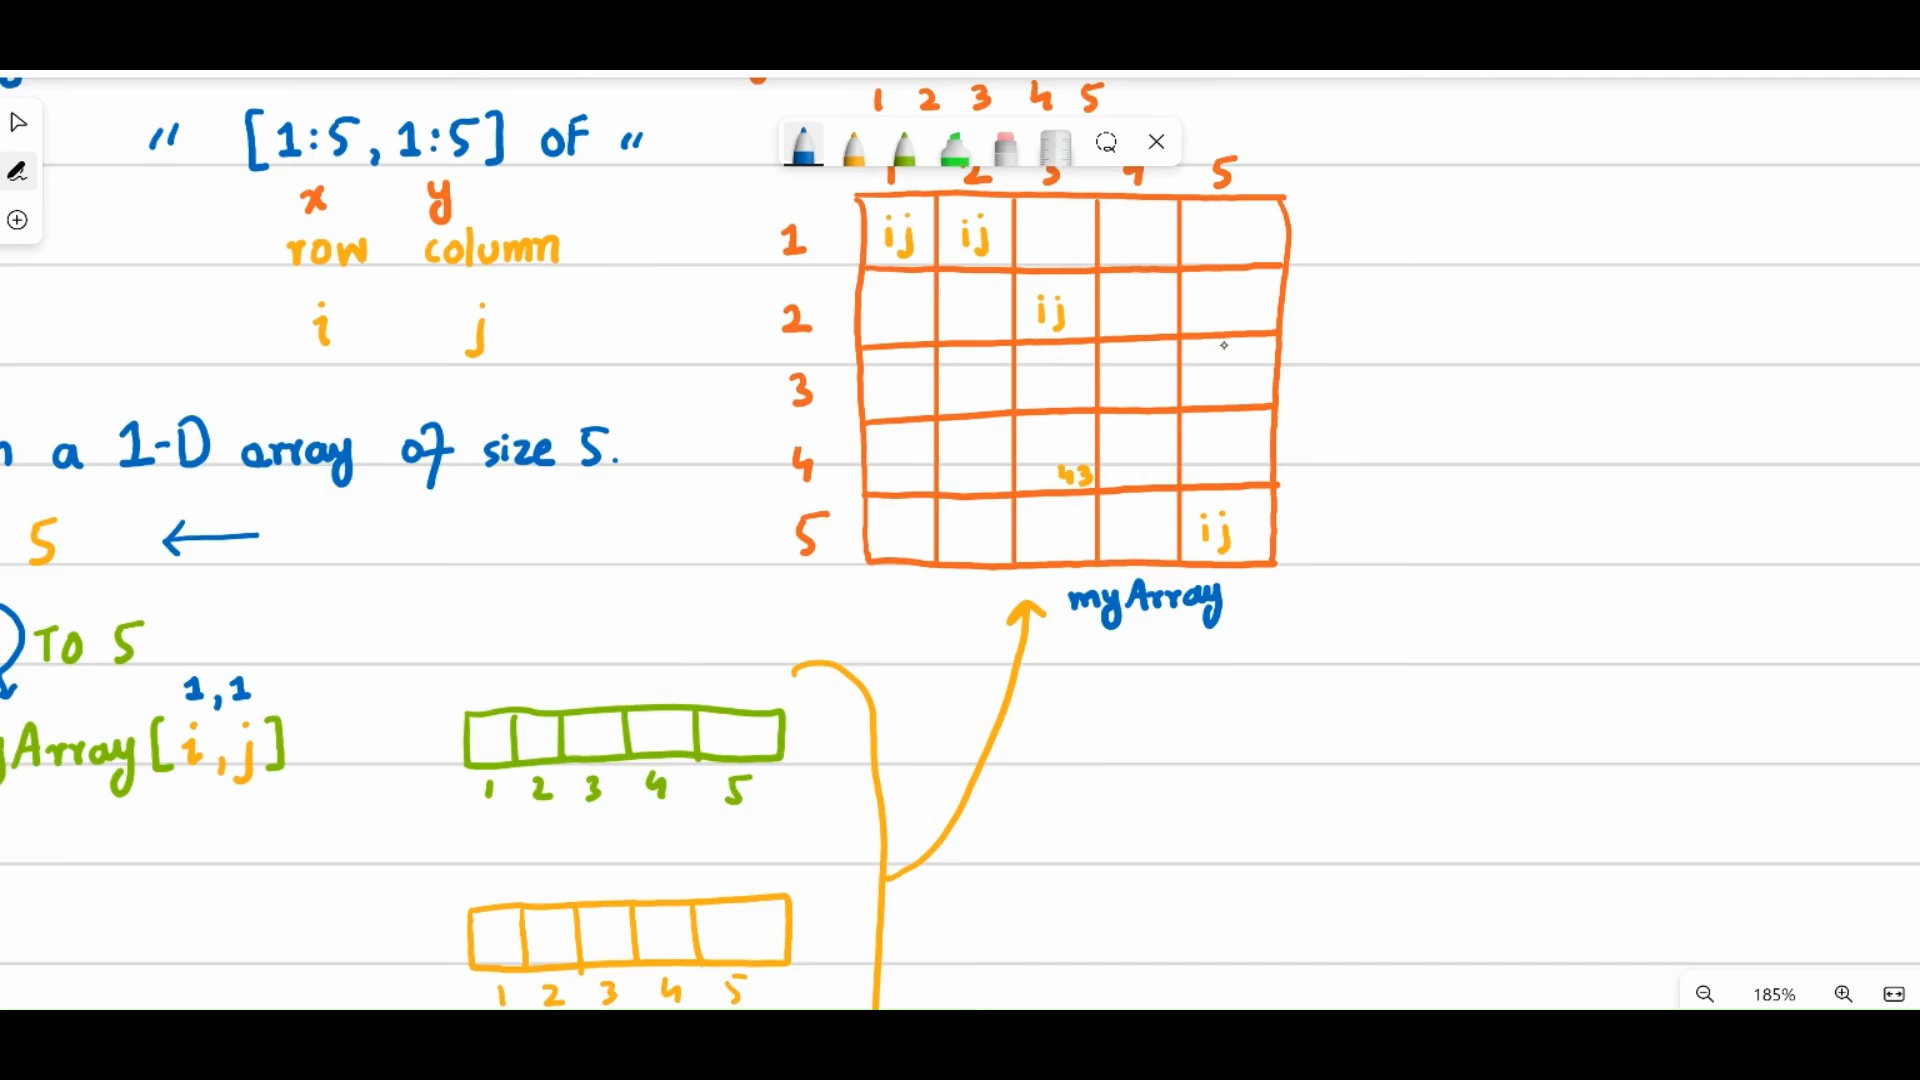 1 2 3 4 5
" [1:5, 1:5] OF "
x y
row column
i j
a 1-D array of size 5.
5 ←
TO 5
1,1
Array[i,j]
1 2 3 4 5
1 2 3 4 5
1 2 3 4 5
1 ij ij
2 ij
3
4 43
5 ij
myArray
185%